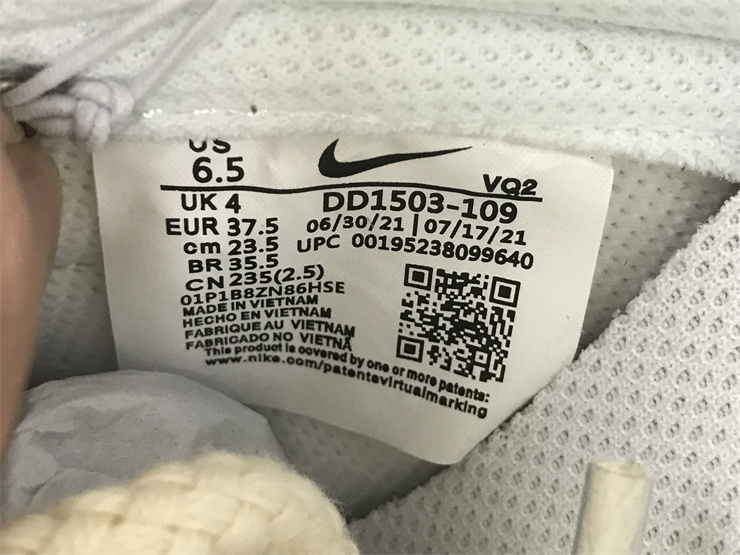 US
6.5
VQ2
UK 4
DD1503-109
EUR 37.5
06/30/21 | 07/17/21
cm 23.5
UPC 00195238099640
BR 35.5
CN 235(2.5)
01P1B8ZN86HSE
MADE IN VIETNAM
HECHO EN VIETNAM
FABRIQUE AU VIETNAM
FABRICADO NO VIETNÃ
This product is covered by one or more patents:
www.nike.com/patentsvirtualmarking